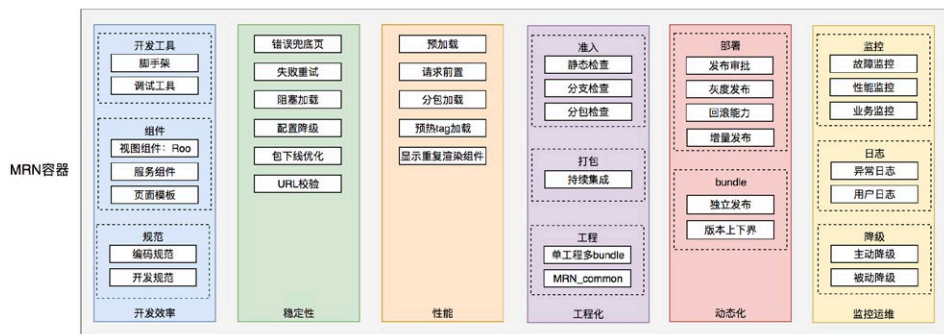 MRN容器
开发工具
脚手架
调试工具
组件
视图组件：Roo
服务组件
页面模板
规范
编码规范
开发规范
开发效率
错误兜底页
失败重试
阻塞加载
配置降级
包下线优化
URL校验
稳定性
预加载
请求前置
分包加载
预热tag加载
显示重复渲染组件
性能
准入
静态检查
分支检查
分包检查
打包
持续集成
工程
单工程多bundle
MRN_common
工程化
部署
发布审批
灰度发布
回滚能力
增量发布
bundle
独立发布
版本上下界
动态化
监控
故障监控
性能监控
业务监控
日志
异常日志
用户日志
降级
主动降级
被动降级
监控运维